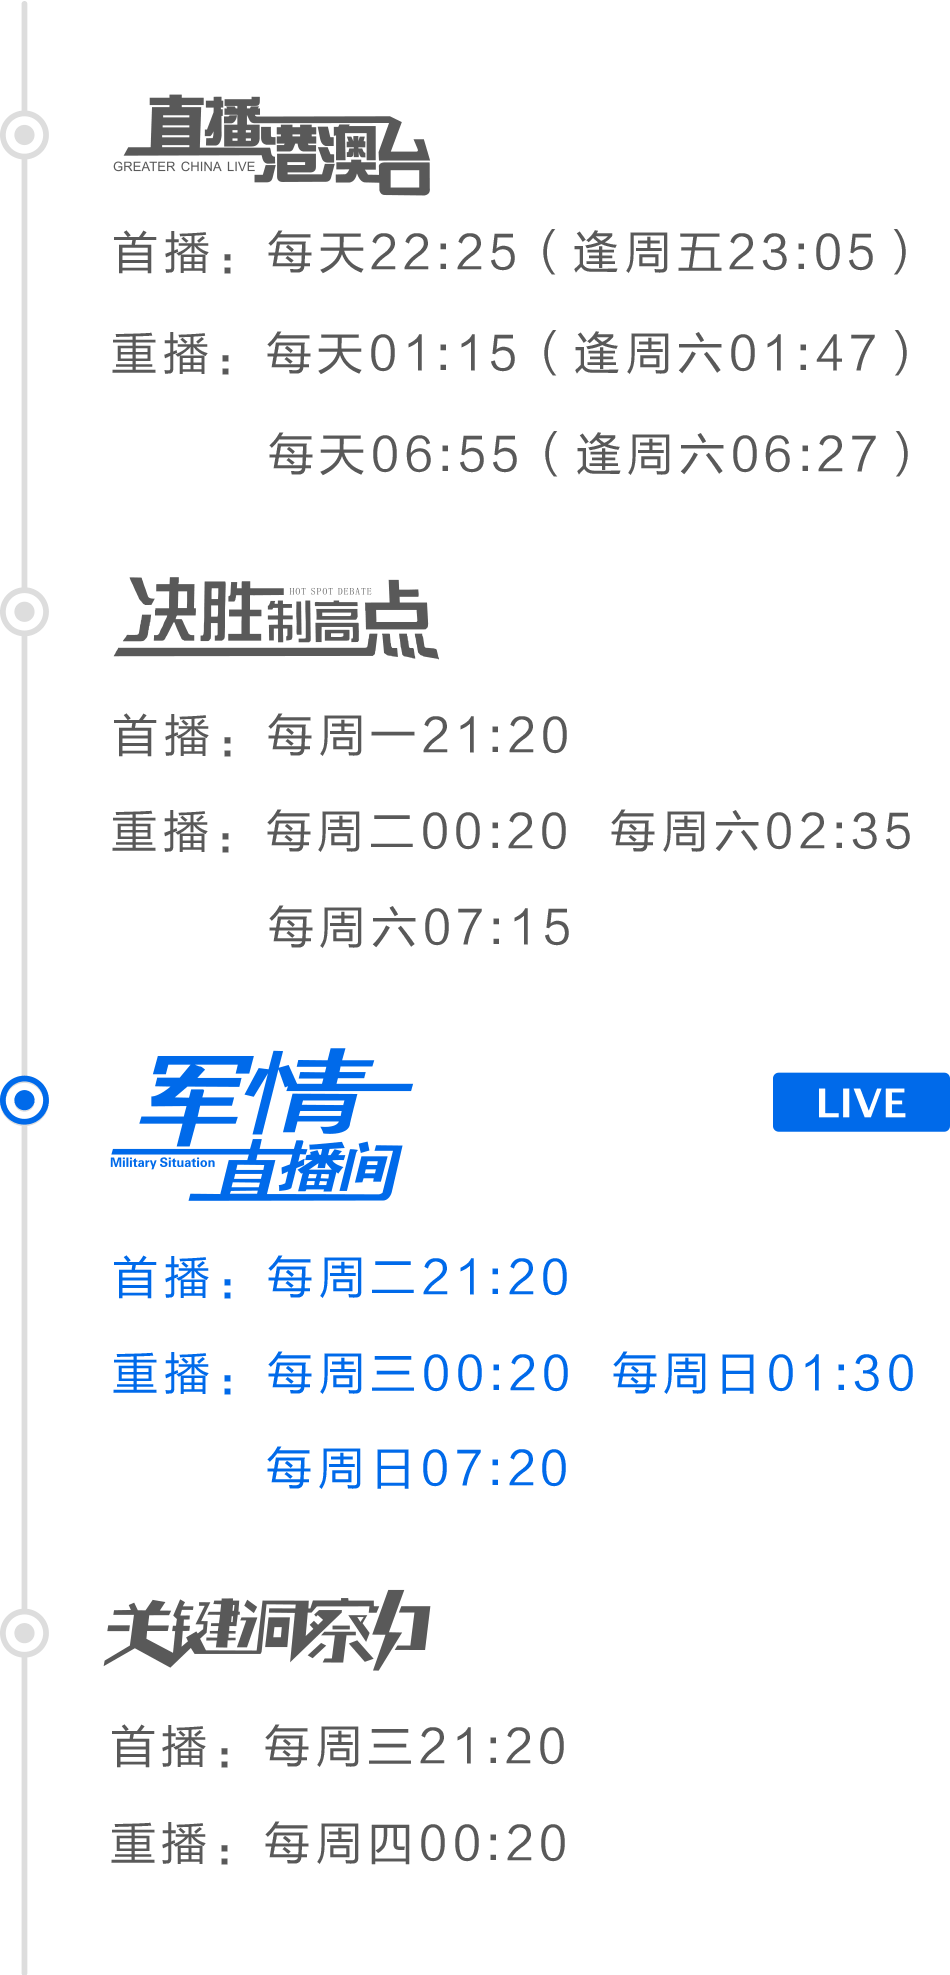 直播港澳台
GREATER CHINA LIVE
首播：每天22:25（逢周五23:05）
重播：每天01:15（逢周六01:47）
每天06:55（逢周六06:27）
决胜制高点
HOT SPOT DEBATE
首播：每周一21:20
重播：每周二00:20 每周六02:35
每周六07:15
军情
直播间
Military Situation
LIVE
首播：每周二21:20
重播：每周三00:20 每周日01:30
每周日07:20
关键洞察力
首播：每周三21:20
重播：每周四00:20